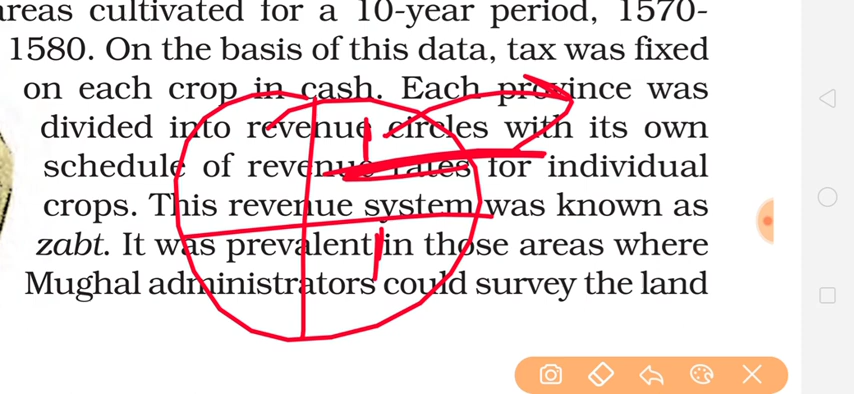 areas cultivated for a 10-year period, 1570-
1580. On the basis of this data, tax was fixed
on each crop in cash. Each province was
divided into revenue circles with its own
schedule of revenue rates for individual
crops. This revenue system was known as
zabt. It was prevalent in those areas where
Mughal administrators could survey the land